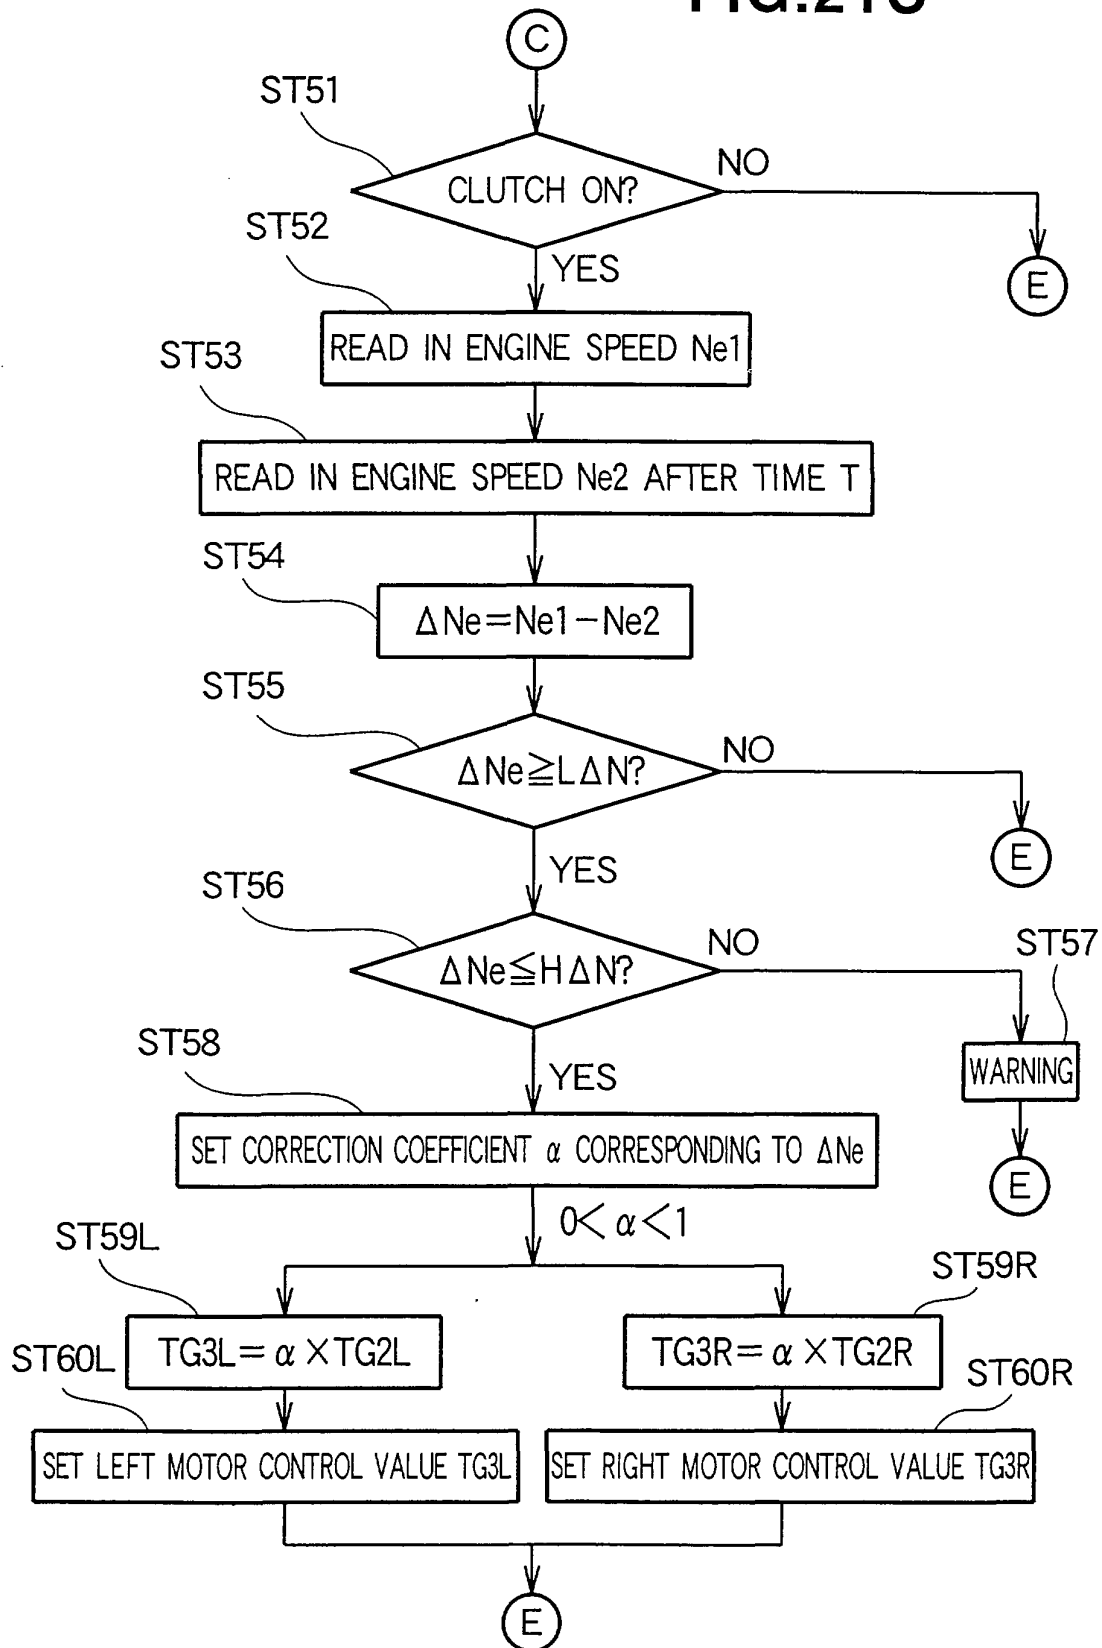 C
ST51
CLUTCH ON?
NO
E
ST52
YES
READ IN ENGINE SPEED Ne1
ST53
READ IN ENGINE SPEED Ne2 AFTER TIME T
ST54
ΔNe=Ne1-Ne2
ST55
ΔNe≧LΔN?
NO
E
YES
ST56
ΔNe≦HΔN?
NO
ST57
WARNING
E
ST58
YES
SET CORRECTION COEFFICIENT α CORRESPONDING TO ΔNe
0<α<1
ST59L
ST59R
TG3L=α×TG2L
TG3R=α×TG2R
ST60L
ST60R
SET LEFT MOTOR CONTROL VALUE TG3L
SET RIGHT MOTOR CONTROL VALUE TG3R
E